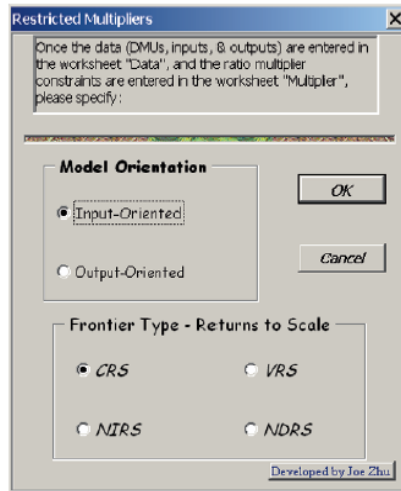 Restricted Multipliers
Once the data (DMUs, inputs, & outputs) are entered in
the worksheet "Data", and the ratio multiplier
constraints are entered in the worksheet "Multiplier",
please specify:
Model Orientation
Input-Oriented
OK
Output-Oriented
Cancel
Frontier Type - Returns to Scale
CRS
VRS
NIRS
NDRS
Developed by Joe Zhu